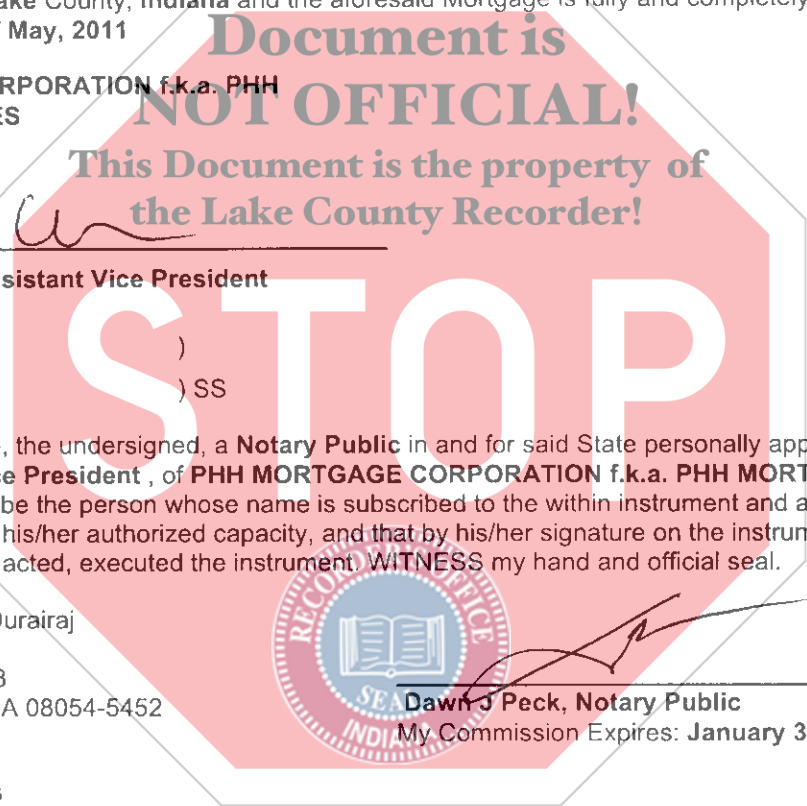 ake County, Indiana and the aforesaid Mortgage is fully and completely
May, 2011
Document is
RPORATION f.k.a. PHH
NOT OFFICIAL!
ES
This Document is the property of
the Lake County Recorder!
sistant Vice President
STOP
)
) SS
, the undersigned, a Notary Public in and for said State personally app
e President , of PHH MORTGAGE CORPORATION f.k.a. PHH MORT
be the person whose name is subscribed to the within instrument and a
his/her authorized capacity, and that by his/her signature on the instrum
acted, executed the instrument. WITNESS my hand and official seal.
RECORDER'S OFFICE
SEAL
INDIANA
Durairaj
A 08054-5452
Dawn J Peck, Notary Public
My Commission Expires: January 3